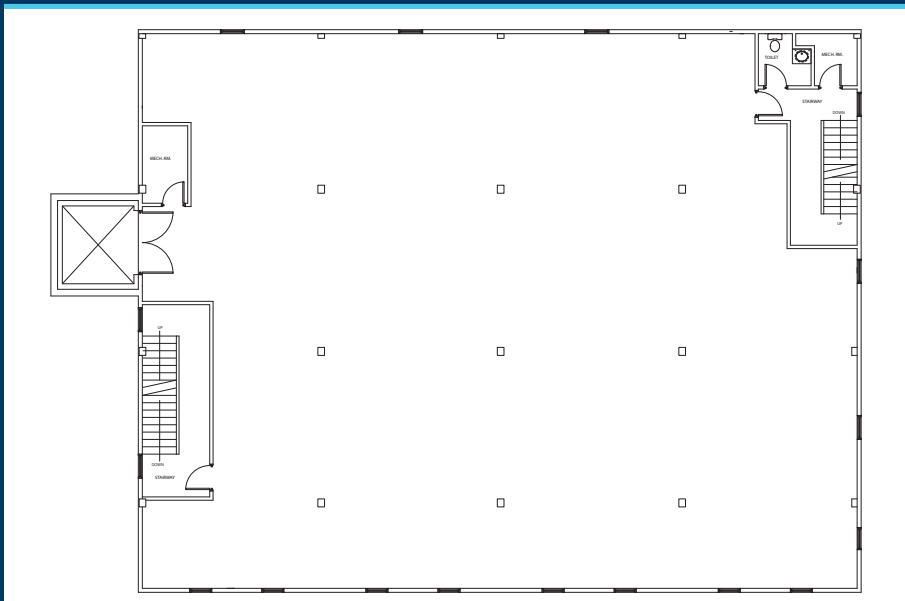 TOILET
MECH. RM.
STAIRWAY
DOWN
UP
MECH. RM.
UP
DOWN
STAIRWAY